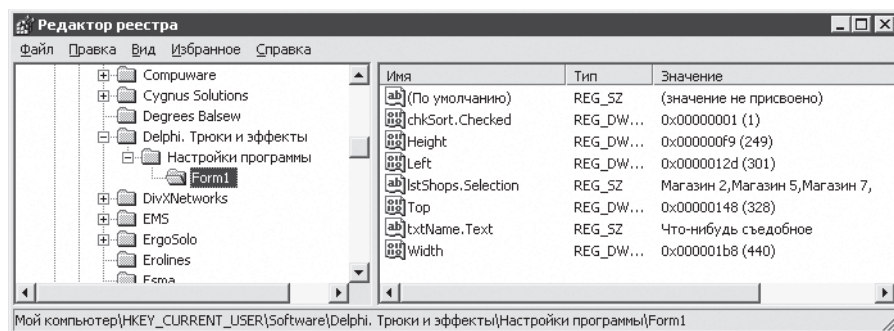 Редактор реестра
Файл Правка Вид Избранное Справка
Compuware
Cygnus Solutions
Degrees Balsew
Delphi. Трюки и эффекты
Настройки программы
Form1
DivXNetworks
EMS
ErgoSolo
Erolines
Esma
Имя Тип Значение
(По умолчанию) REG_SZ (значение не присвоено)
chkSort.Checked REG_DW... 0x00000001 (1)
Height REG_DW... 0x000000f9 (249)
Left REG_DW... 0x0000012d (301)
lstShops.Selection REG_SZ Магазин 2,Магазин 5,Магазин 7,
Top REG_DW... 0x00000148 (328)
txtName.Text REG_SZ Что-нибудь съедобное
Width REG_DW... 0x000001b8 (440)
Мой компьютер\HKEY_CURRENT_USER\Software\Delphi. Трюки и эффекты\Настройки программы\Form1